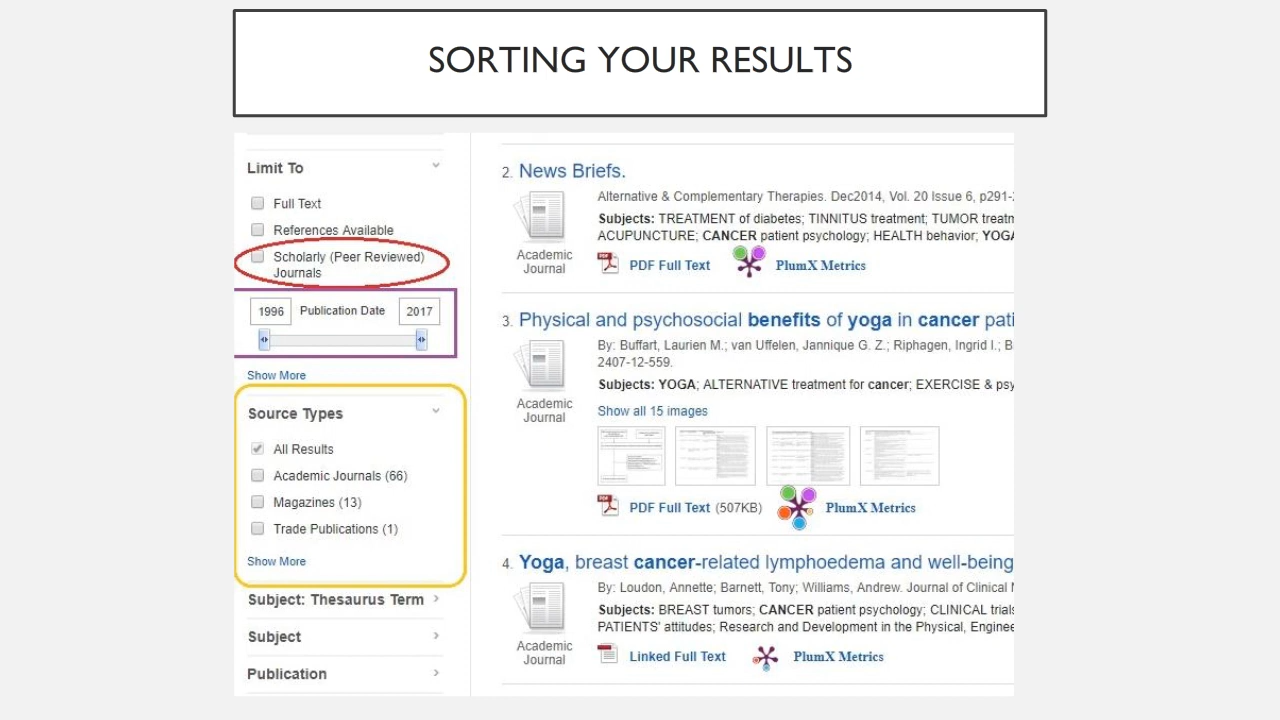 SORTING YOUR RESULTS
Limit To
Full Text
References Available
Scholarly (Peer Reviewed)
Journals
1996 Publication Date 2017
Show More
Source Types
All Results
Academic Journals (66)
Magazines (13)
Trade Publications (1)
Show More
Subject: Thesaurus Term
Subject
Publication
2. News Briefs.
Alternative & Complementary Therapies. Dec2014, Vol. 20 Issue 6, p291-
Subjects: TREATMENT of diabetes; TINNITUS treatment; TUMOR treatm
ACUPUNCTURE; CANCER patient psychology; HEALTH behavior; YOGA
Academic
Journal
PDF Full Text PlumX Metrics
3. Physical and psychosocial benefits of yoga in cancer pati
By: Buffart, Laurien M.; van Uffelen, Jannique G. Z.; Riphagen, Ingrid I.; B
2407-12-559.
Subjects: YOGA; ALTERNATIVE treatment for cancer; EXERCISE & psy
Academic
Journal
Show all 15 images
PDF Full Text (507KB) PlumX Metrics
4. Yoga, breast cancer-related lymphoedema and well-being
By: Loudon, Annette; Barnett, Tony; Williams, Andrew. Journal of Clinical
Subjects: BREAST tumors; CANCER patient psychology; CLINICAL trials
PATIENTS' attitudes; Research and Development in the Physical, Enginee
Academic
Journal
Linked Full Text PlumX Metrics